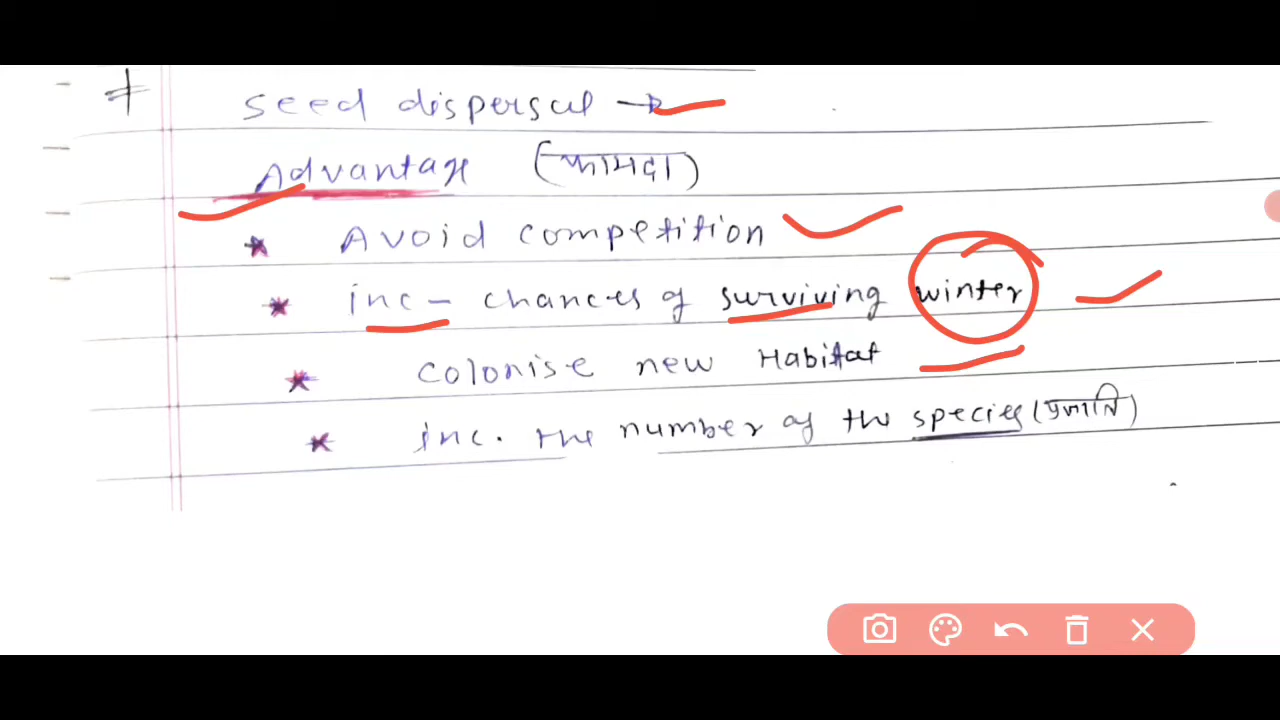 # seed dispersal →
Advantage (फायदा)
* Avoid competition
* inc- chances of surviving winter
* colonise new Habitat
* inc. the number of the species (प्रजाति)